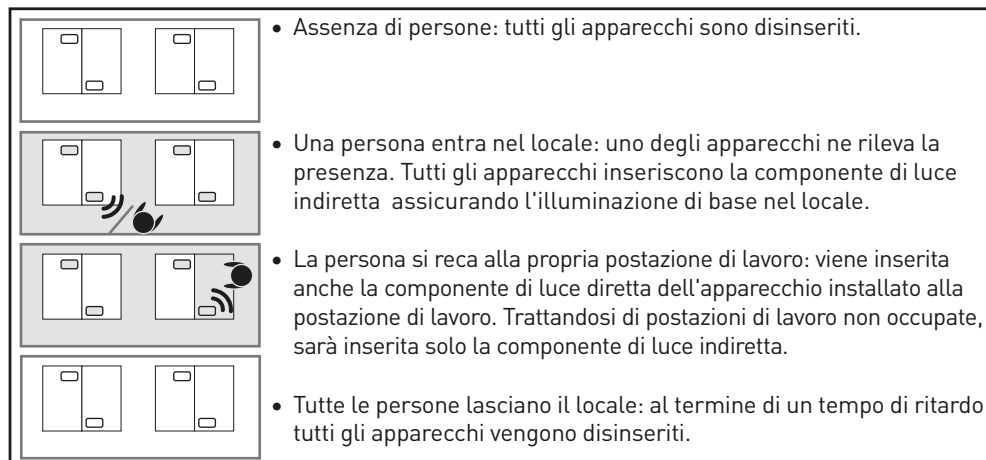 • Assenza di persone: tutti gli apparecchi sono disinseriti.
• Una persona entra nel locale: uno degli apparecchi ne rileva la
presenza. Tutti gli apparecchi inseriscono la componente di luce
indiretta assicurando l'illuminazione di base nel locale.
• La persona si reca alla propria postazione di lavoro: viene inserita
anche la componente di luce diretta dell'apparecchio installato alla
postazione di lavoro. Trattandosi di postazioni di lavoro non occupate,
sarà inserita solo la componente di luce indiretta.
• Tutte le persone lasciano il locale: al termine di un tempo di ritardo
tutti gli apparecchi vengono disinseriti.